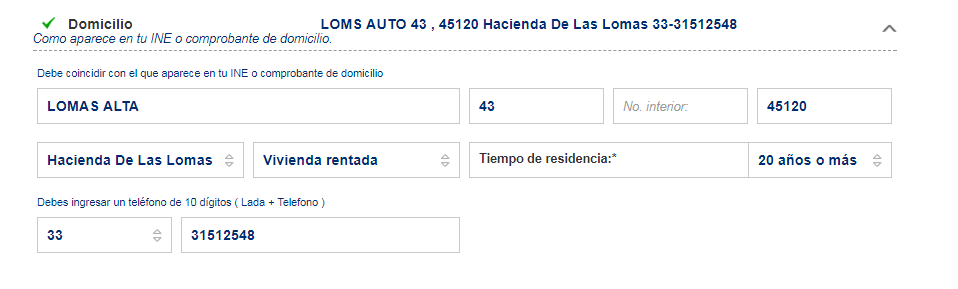 Domicilio LOMS AUTO 43 , 45120 Hacienda De Las Lomas 33-31512548
Como aparece en tu INE o comprobante de domicilio.
Debe coincidir con el que aparece en tu INE o comprobante de domicilio
LOMAS ALTA 43 No. interior: 45120
Hacienda De Las Lomas Vivienda rentada Tiempo de residencia:* 20 años o más
Debes ingresar un teléfono de 10 dígitos ( Lada + Telefono )
33 31512548